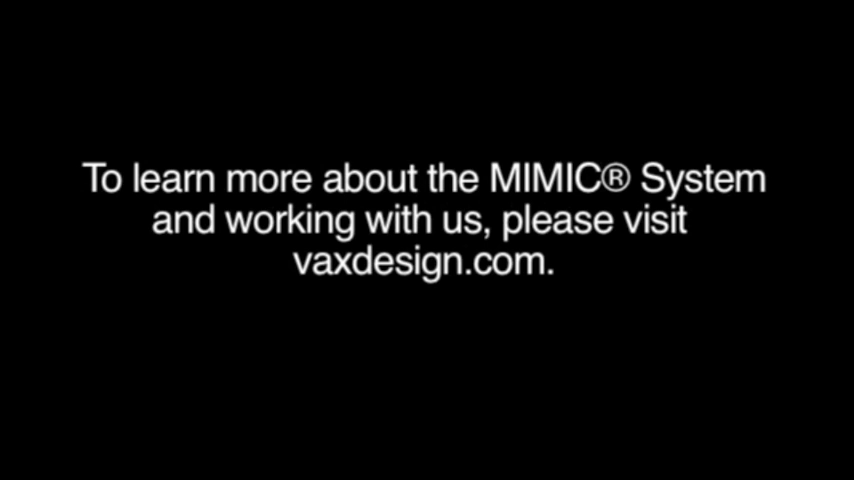 To learn more about the MIMIC® System
and working with us, please visit
vaxdesign.com.